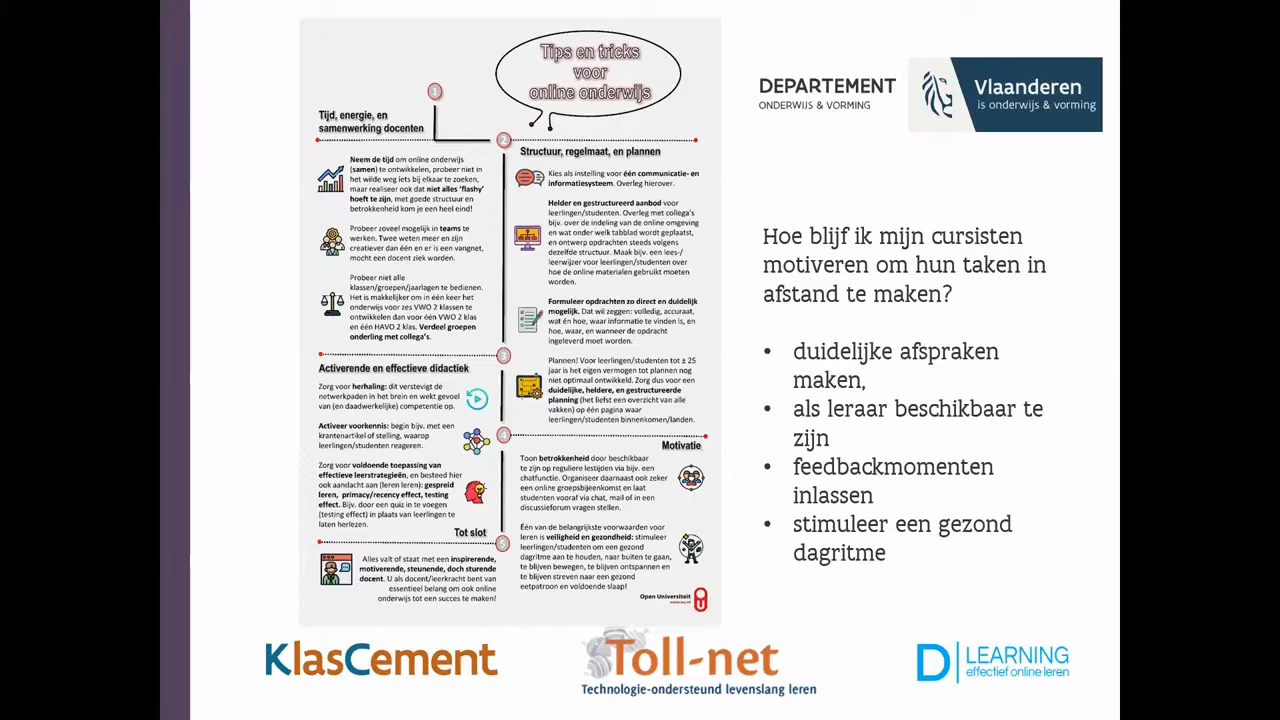 Tips en tricks
voor
online onderwijs
1
Tijd, energie, en
samenwerking docenten
Neem de tijd om online onderwijs
(samen) te ontwikkelen, probeer niet in
het wilde weg iets bij elkaar te zoeken,
maar realiseer ook dat niet alles 'flashy'
hoeft te zijn, met goede structuur en
betrokkenheid kom je een heel eind!
Probeer zoveel mogelijk in teams te
werken. Twee weten meer en zijn
creatiever dan één en er is een vangnet,
mocht een docent ziek worden.
Probeer niet alle
klassen/groepen/jaarlagen te bedienen.
Het is makkelijker om in één keer het
onderwijs voor zes VWO 2 klassen te
ontwikkelen dan voor één VWO 2 klas
en één HAVO 2 klas. Verdeel groepen
onderling met collega's.
2
Structuur, regelmaat, en plannen
Kies als instelling voor één communicatie- en
informatiesysteem. Overleg hierover.
Helder en gestructureerd aanbod voor
leerlingen/studenten. Overleg met collega's
bijv. over de indeling van de online omgeving
en wat onder welk tabblad wordt geplaatst,
en ontwerp opdrachten steeds volgens
dezelfde structuur. Maak bijv. een lees-/
leerwijzer voor leerlingen/studenten over
hoe de online materialen gebruikt moeten
worden.
Formuleer opdrachten zo direct en duidelijk
mogelijk. Dat wil zeggen: volledig, accuraat,
wat én hoe, waar informatie te vinden is, en
hoe, waar, en wanneer de opdracht
ingeleverd moet worden.
Plannen! Voor leerlingen/studenten tot ± 25
jaar is het eigen vermogen tot plannen nog
niet optimaal ontwikkeld. Zorg dus voor een
duidelijke, heldere, en gestructureerde
planning (het liefst een overzicht van alle
vakken) op één pagina waar
leerlingen/studenten binnenkomen/landen.
3
Activerende en effectieve didactiek
Zorg voor herhaling: dit verstevigt de
netwerkpaden in het brein en wekt gevoel
van (en daadwerkelijke) competentie op.
Activeer voorkennis: begin bijv. met een
krantenartikel of stelling, waarop
leerlingen/studenten reageren.
Zorg voor voldoende toepassing van
effectieve leerstrategieën, en besteed hier
ook aandacht aan (leren leren): gespreid
leren, primacy/recency effect, testing
effect. Bijv. door een quiz in te voegen
(testing effect) in plaats van leerlingen te
laten herlezen.
4
Motivatie
Toon betrokkenheid door beschikbaar
te zijn op reguliere lestijden via bijv. een
chatfunctie. Organiseer daarnaast ook zeker
een online groepsbijeenkomst en laat
studenten vooraf via chat, mail of in een
discussieforum vragen stellen.
Één van de belangrijkste voorwaarden voor
leren is veiligheid en gezondheid: stimuleer
leerlingen/studenten om een gezond
dagritme aan te houden, naar buiten te gaan,
te blijven bewegen, te blijven ontspannen en
te blijven streven naar een gezond
eetpatroon en voldoende slaap!
Tot slot
5
Alles valt of staat met een inspirerende,
motiverende, steunende, doch sturende
docent. U als docent/leerkracht bent van
essentieel belang om ook online
onderwijs tot een succes te maken!
Open Universiteit
www.ou.nl
DEPARTEMENT
ONDERWIJS & VORMING
Vlaanderen
is onderwijs & vorming
Hoe blijf ik mijn cursisten
motiveren om hun taken in
afstand te maken?
• duidelijke afspraken
maken,
• als leraar beschikbaar te
zijn
• feedbackmomenten
inlassen
• stimuleer een gezond
dagritme
KlasCement
Toll-net
Technologie-ondersteund levenslang leren
D LEARNING
effectief online leren